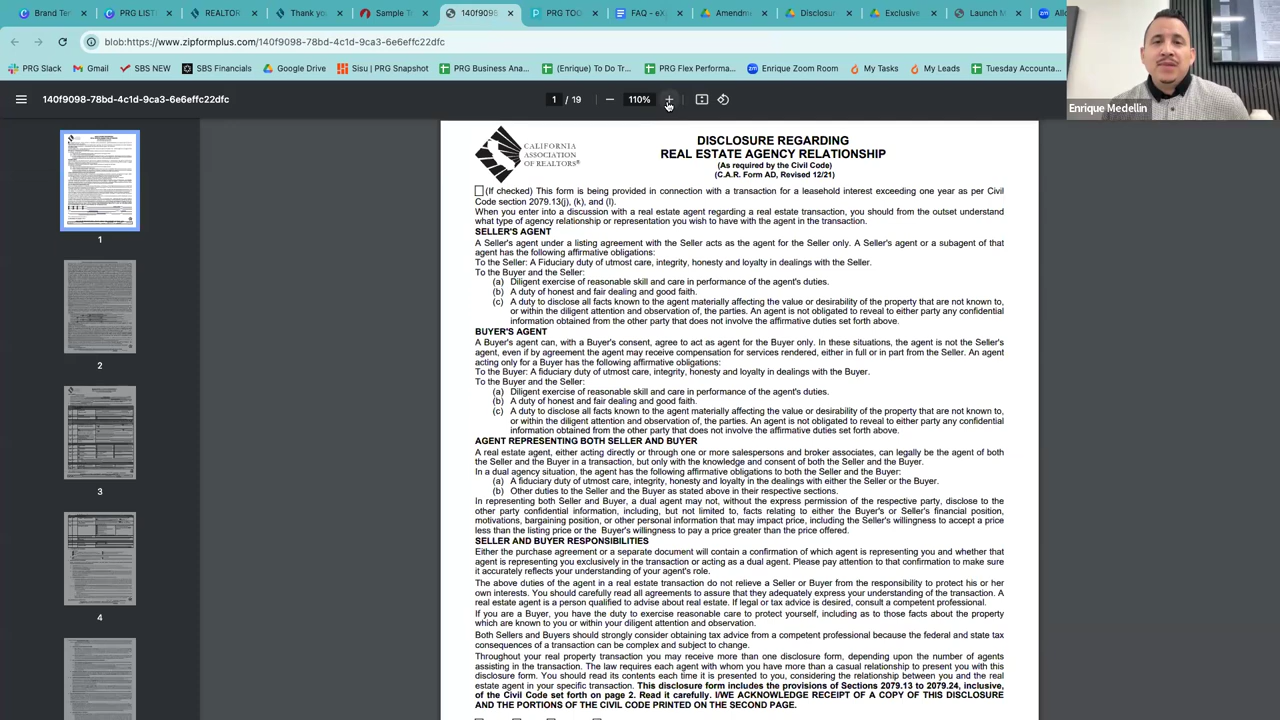 PRG 2025
REALTOR
Sample Tr
PRG TOO
FAQ - eX
Amendme
Disclosur
Exclusive
Launch M
blob:https://www.zipformplus.com/140f9098-78bd-4c1d-9ca3-6e6effc22dfc
PRG Slack
Gmail
SBS NEW
SBS Financials
Google Drive
Sisu | PRG Snapshot
PRG Business Tool...
(Enrique) To Do Tr...
PRG Flex Performa...
Enrique Zoom Room
My Tasks
My Leads
Tuesday Accounta...
140f9098-78bd-4c1d-9ca3-6e6effc22dfc
1 / 19
110%
Enrique Medellin
CALIFORNIA
ASSOCIATION
OF REALTORS®
DISCLOSURE REGARDING
REAL ESTATE AGENCY RELATIONSHIP
(As required by the Civil Code)
(C.A.R. Form AD, Revised 12/21)
(If checked) This form is being provided in connection with a transaction for a leasehold interest exceeding one year as per Civil
Code section 2079.13(j), (k), and (l).
When you enter into a discussion with a real estate agent regarding a real estate transaction, you should from the outset understand
what type of agency relationship or representation you wish to have with the agent in the transaction.
SELLER'S AGENT
A Seller's agent under a listing agreement with the Seller acts as the agent for the Seller only. A Seller's agent or a subagent of that
agent has the following affirmative obligations:
To the Seller: A Fiduciary duty of utmost care, integrity, honesty and loyalty in dealings with the Seller.
To the Buyer and the Seller:
(a) Diligent exercise of reasonable skill and care in performance of the agent's duties.
(b) A duty of honest and fair dealing and good faith.
(c) A duty to disclose all facts known to the agent materially affecting the value or desirability of the property that are not known to,
or within the diligent attention and observation of, the parties. An agent is not obligated to reveal to either party any confidential
information obtained from the other party that does not involve the affirmative duties set forth above.
BUYER'S AGENT
A Buyer's agent can, with a Buyer's consent, agree to act as agent for the Buyer only. In these situations, the agent is not the Seller's
agent, even if by agreement the agent may receive compensation for services rendered, either in full or in part from the Seller. An agent
acting only for a Buyer has the following affirmative obligations:
To the Buyer: A fiduciary duty of utmost care, integrity, honesty and loyalty in dealings with the Buyer.
To the Buyer and the Seller:
(a) Diligent exercise of reasonable skill and care in performance of the agent's duties.
(b) A duty of honest and fair dealing and good faith.
(c) A duty to disclose all facts known to the agent materially affecting the value or desirability of the property that are not known to,
or within the diligent attention and observation of, the parties. An agent is not obligated to reveal to either party any confidential
information obtained from the other party that does not involve the affirmative duties set forth above.
AGENT REPRESENTING BOTH SELLER AND BUYER
A real estate agent, either acting directly or through one or more salespersons and broker associates, can legally be the agent of both
the Seller and the Buyer in a transaction, but only with the knowledge and consent of both the Seller and the Buyer.
In a dual agency situation, the agent has the following affirmative obligations to both the Seller and the Buyer:
(a) A fiduciary duty of utmost care, integrity, honesty and loyalty in the dealings with either the Seller or the Buyer.
(b) Other duties to the Seller and the Buyer as stated above in their respective sections.
In representing both Seller and Buyer, a dual agent may not, without the express permission of the respective party, disclose to the
other party confidential information, including, but not limited to, facts relating to either the Buyer's or Seller's financial position,
motivations, bargaining position, or other personal information that may impact price, including the Seller's willingness to accept a price
less than the listing price or the Buyer's willingness to pay a price greater than the price offered.
SELLER AND BUYER RESPONSIBILITIES
Either the purchase agreement or a separate document will contain a confirmation of which agent is representing you and whether that
agent is representing you exclusively in the transaction or acting as a dual agent. Please pay attention to that confirmation to make sure
it accurately reflects your understanding of your agent's role.
The above duties of the agent in a real estate transaction do not relieve a Seller or Buyer from the responsibility to protect his or her
own interests. You should carefully read all agreements to assure that they adequately express your understanding of the transaction. A
real estate agent is a person qualified to advise about real estate. If legal or tax advice is desired, consult a competent professional.
If you are a Buyer, you have the duty to exercise reasonable care to protect yourself, including as to those facts about the property
which are known to you or within your diligent attention and observation.
Both Sellers and Buyers should strongly consider obtaining tax advice from a competent professional because the federal and state tax
consequences of a transaction can be complex and subject to change.
Throughout your real property transaction you may receive more than one disclosure form, depending upon the number of agents
assisting in the transaction. The law requires each agent with whom you have more than a casual relationship to present you with this
disclosure form. You should read its contents each time it is presented to you, considering the relationship between you and the real
estate agent in your specific transaction. This disclosure form includes the provisions of Sections 2079.13 to 2079.24, inclusive,
of the Civil Code set forth on page 2. Read it carefully. I/WE ACKNOWLEDGE RECEIPT OF A COPY OF THIS DISCLOSURE
AND THE PORTIONS OF THE CIVIL CODE PRINTED ON THE SECOND PAGE.
1
2
3
4